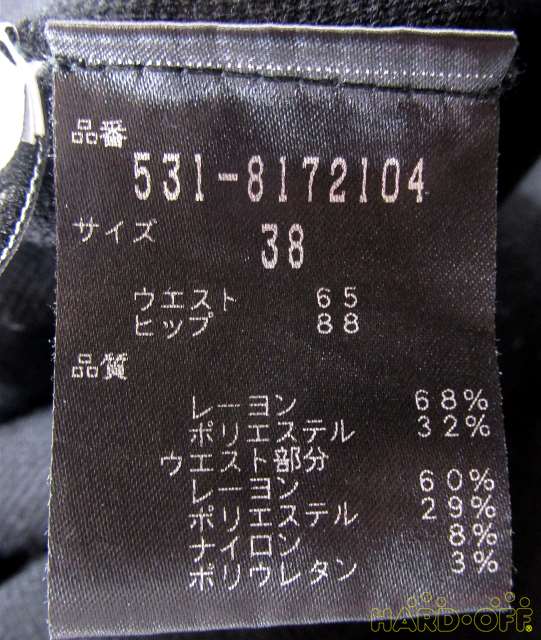 品番
531-8172104
サイズ 38
ウエスト 65
ヒップ 88
品質
レーヨン 68%
ポリエステル 32%
ウエスト部分
レーヨン 60%
ポリエステル 29%
ナイロン 8%
ポリウレタン 3%
HARD-OFF